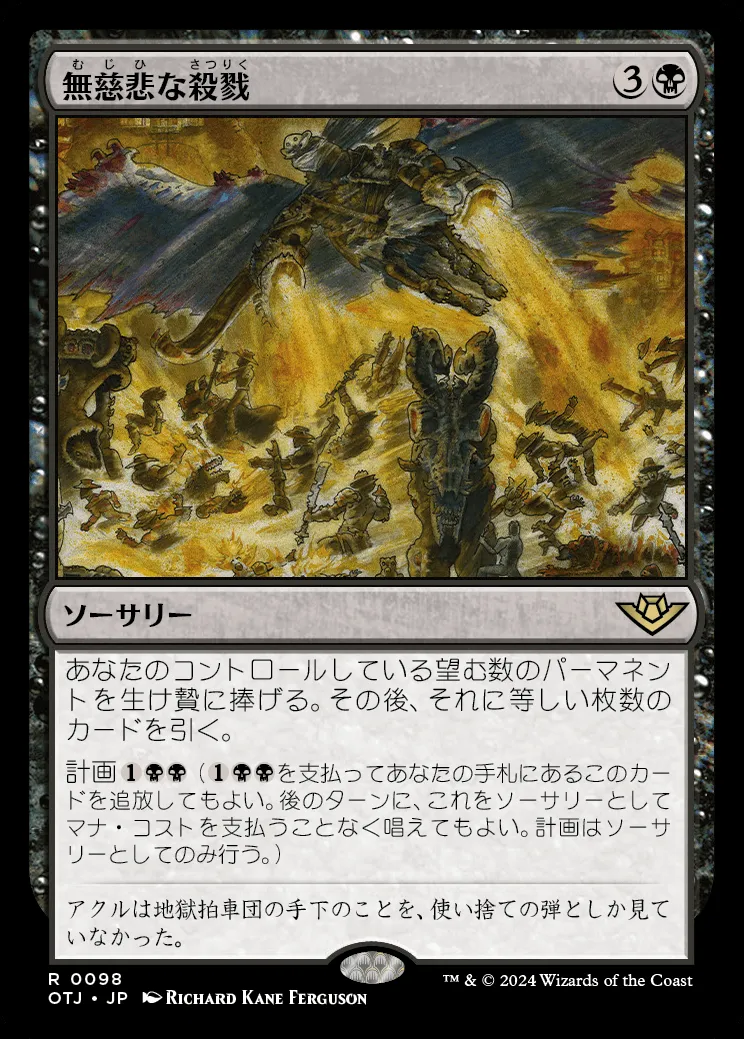 無慈悲な殺戮
むじひ さつりく
3
ソーサリー
あなたのコントロールしている望む数のパーマネン
トを生け贄に捧げる。その後、それに等しい枚数の
カードを引く。
計画1（1を支払ってあなたの手札にあるこのカー
ドを追放してもよい。後のターンに、これをソーサリーとして
マナ・コストを支払うことなく唱えてもよい。計画はソーサ
リーとしてのみ行う。）
アクルは地獄拍車団の手下のことを、使い捨ての弾としか見て
いなかった。
R 0098
OTJ • JP RICHARD KANE FERGUSON
™ & © 2024 Wizards of the Coast